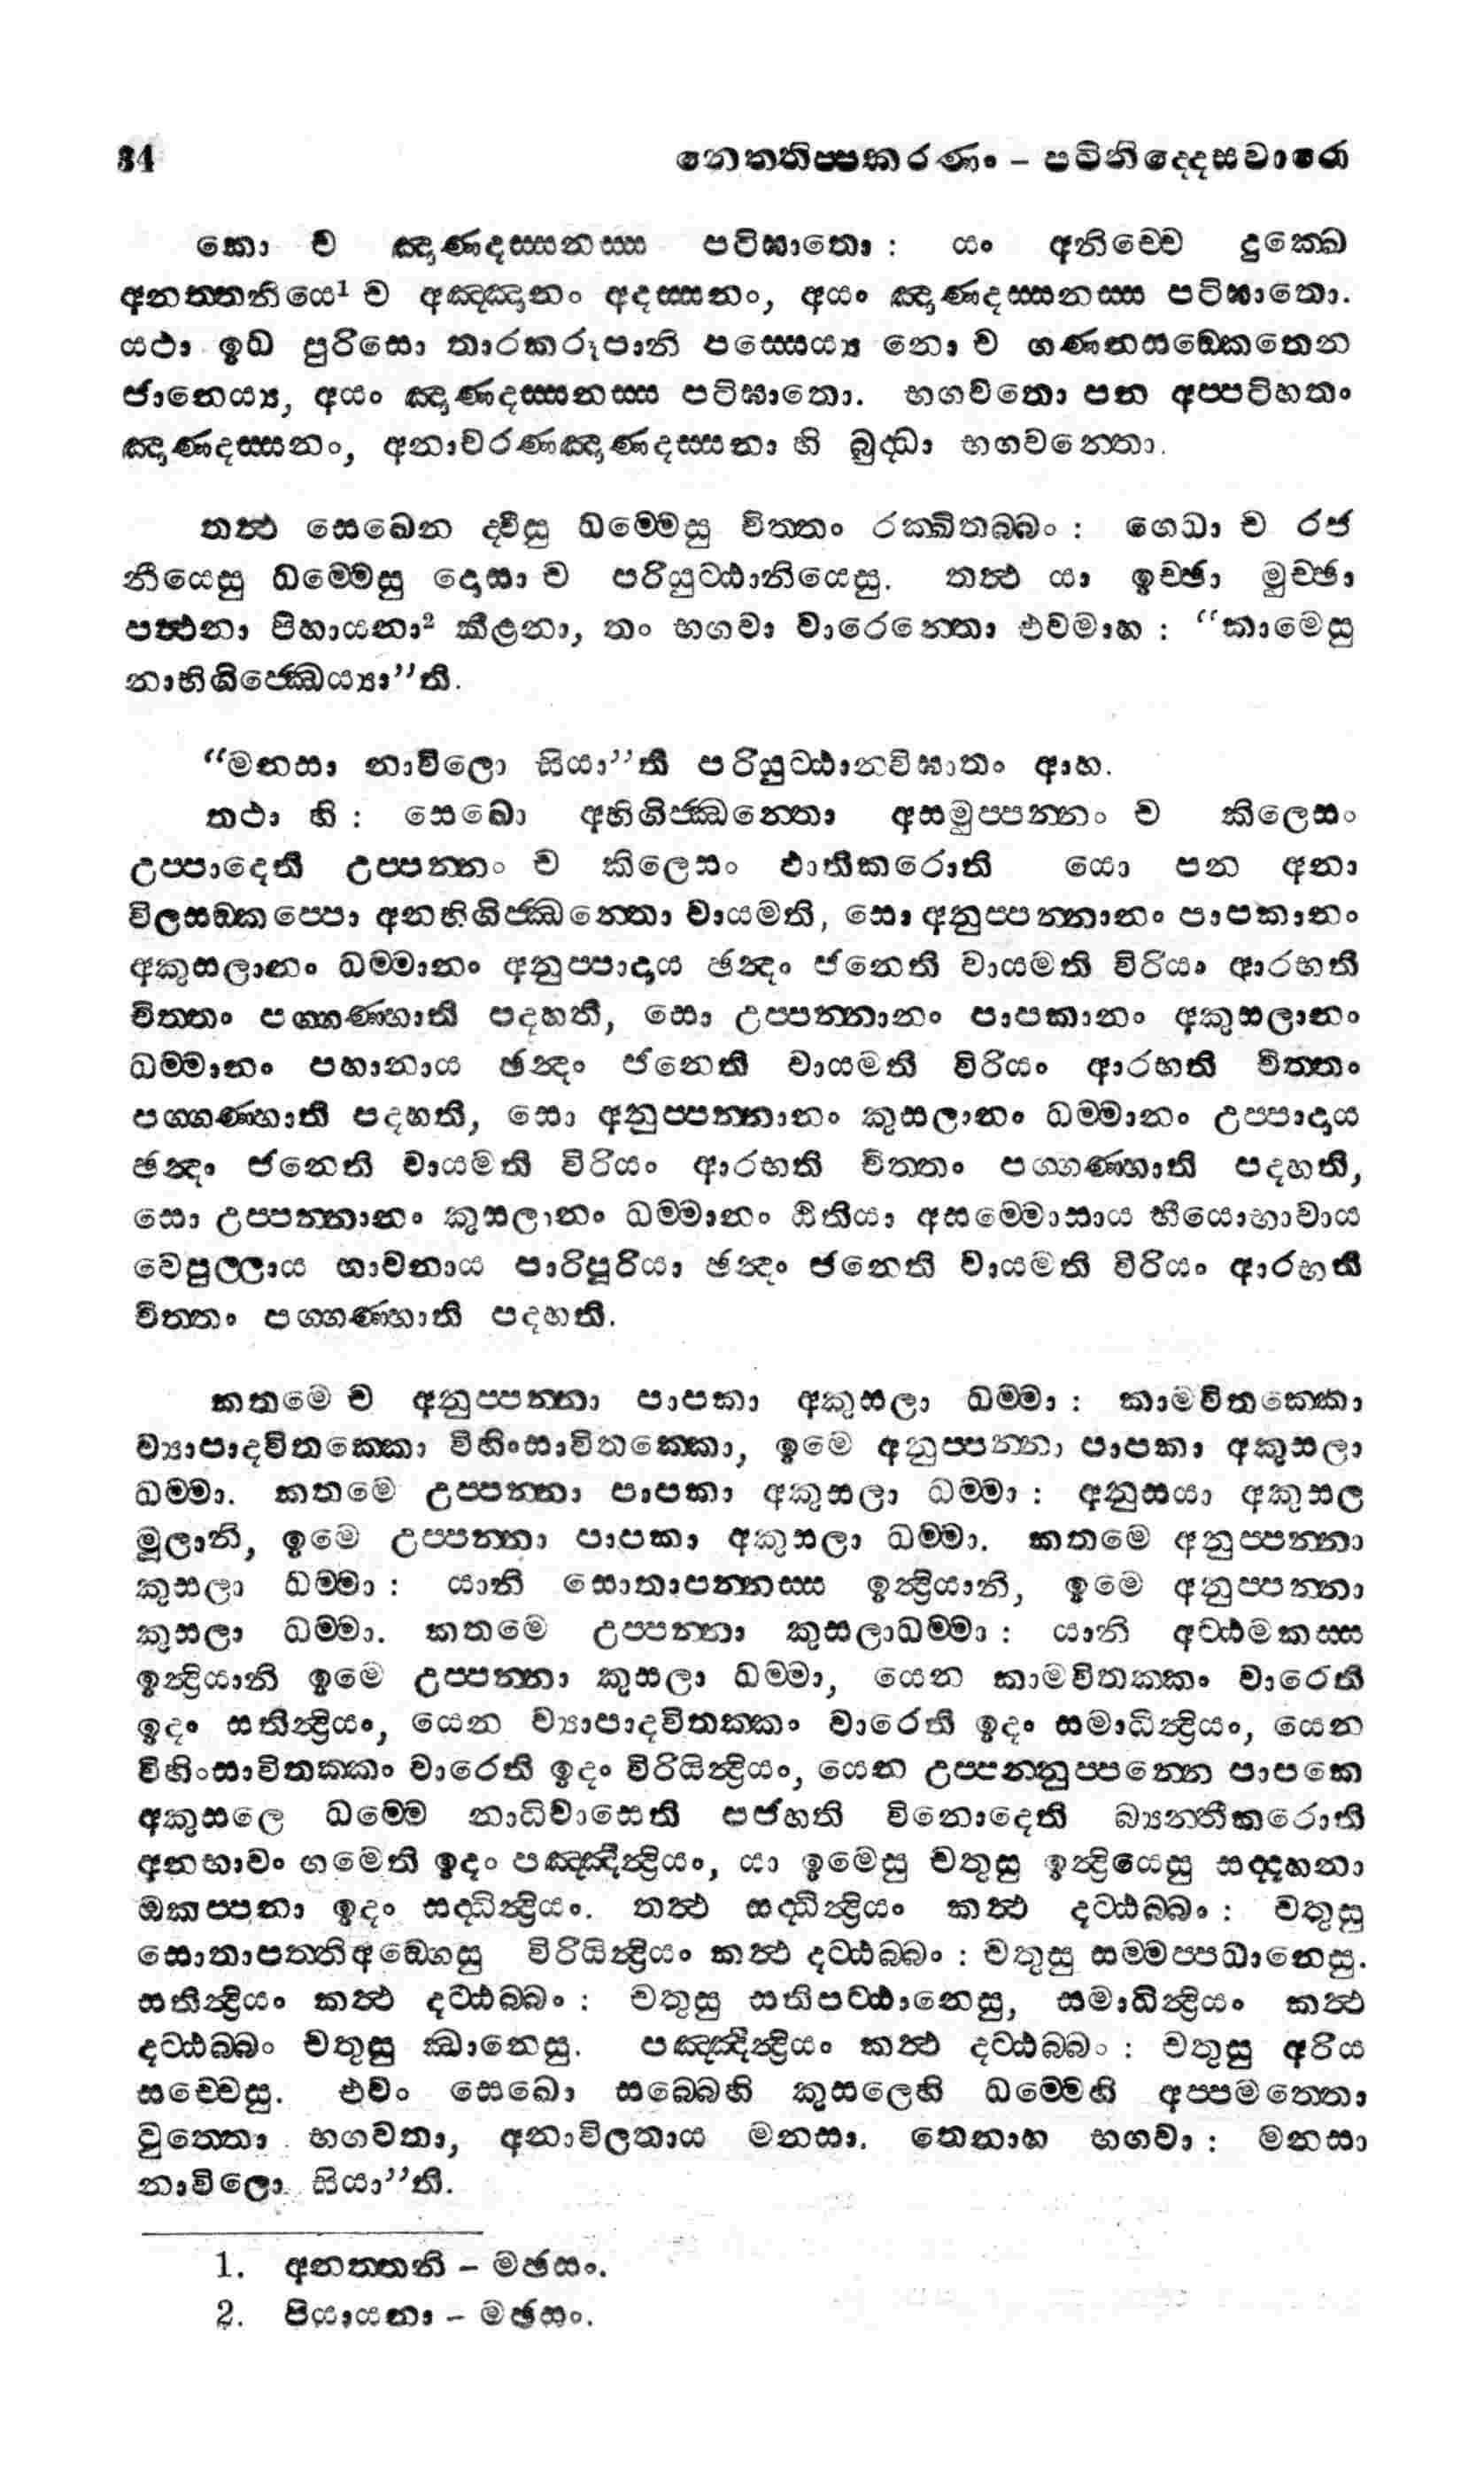 34 නෙත‍්තිප‍්පකරණං - පටිනිද‍්දෙසවාරො
කො ච ඤාණදස‍්සනස‍්ස පටිඝාතො : යං අනිච‍්චෙ දුක‍්ඛෙ
අනත‍්තනියෙ¹ ච අඤ‍්ඤානං අදස‍්සනං, අයං ඤාණදස‍්සනස‍්ස පටිඝාතො.
යථා ඉධ පුරිසො තාරකරූපානි පස‍්සෙය්‍ය නො ච ගණනසඞ‍්කෙතෙන
ජානෙය්‍ය, අයං ඤාණදස‍්සනස‍්ස පටිඝාතො. භගවතො පන අප‍්පටිහතං
ඤාණදස‍්සනං, අනාවරණඤාණදස‍්සනා හි බුද‍්ධා භගවන‍්තො.
තත්‍ථ සෙඛෙන ද‍්වීසු ධම‍්මෙසු චිත‍්තං රක‍්ඛිතබ‍්බං : ගෙධා ච රජ
නීයෙසු ධම‍්මෙසු දොසා ච පරියුට‍්ඨානියෙසු. තත්‍ථ යා ඉච‍්ඡා මුච‍්ඡා
පත්‍ථනා පිහායනා² කීළනා, තං භගවා වාරෙන‍්තො එවමාහ : “කාමෙසු
නාභිගිජ‍්ඣෙය්‍යා”ති.
“මනසා නාවිලො සියා”ති පරියුට‍්ඨානවිඝාතං ආහ.
තථා හි : සෙඛො අභිගිජ‍්ඣන‍්තො අසමුප‍්පන‍්නං ච කිලෙසං
උප‍්පාදෙති උප‍්පන‍්නං ච කිලෙසං ඵාතීකරොති යො පන අනා
විලසඞ‍්කප‍්පො අනභිගිජ‍්ඣන‍්තො වායමති, සො අනුප‍්පන‍්නානං පාපකානං
අකුසලානං ධම‍්මානං අනුප‍්පාදාය ඡන්‍දං ජනෙති වායමති විරියං ආරභති
චිත‍්තං පග‍්ගණ‍්හාති පදහති, සො උප‍්පන‍්නානං පාපකානං අකුසලානං
ධම‍්මානං පහානාය ඡන්‍දං ජනෙති වායමති විරියං ආරභති චිත‍්තං
පග‍්ගණ‍්හාති පදහති, සො අනුප‍්පන‍්නානං කුසලානං ධම‍්මානං උප‍්පාදාය
ඡන්‍දං ජනෙති වායමති විරියං ආරභති චිත‍්තං පග‍්ගණ‍්හාති පදහති,
සො උප‍්පන‍්නානං කුසලානං ධම‍්මානං ඨිතියා අසම‍්මොසාය භියොභාවාය
වෙපුල‍්ලාය භාවනාය පාරිපූරියා ඡන්‍දං ජනෙති වායමති විරියං ආරභති
චිත‍්තං පග‍්ගණ‍්හාති පදහති.
කතමෙ ච අනුප‍්පන‍්නා පාපකා අකුසලා ධම‍්මා : කාමවිතක‍්කො
ව්‍යාපාදවිතක‍්කො විහිංසාවිතක‍්කො, ඉමෙ අනුප‍්පන‍්නා පාපකා අකුසලා
ධම‍්මා. කතමෙ උප‍්පන‍්නා පාපකා අකුසලා ධම‍්මා : අනුසයා අකුසල
මූලානි, ඉමෙ උප‍්පන‍්නා පාපකා අකුසලා ධම‍්මා. කතමෙ අනුප‍්පන‍්නා
කුසලා ධම‍්මා : යානි සොතාපන‍්නස‍්ස ඉන්‍ද්‍රියානි, ඉමෙ අනුප‍්පන‍්නා
කුසලා ධම‍්මා. කතමෙ උප‍්පන‍්නා කුසලාධම‍්මා : යානි අට‍්ඨමකස‍්ස
ඉන්‍ද්‍රියානි ඉමෙ උප‍්පන‍්නා කුසලා ධම‍්මා, යෙන කාමවිතක‍්කං වාරෙති
ඉදං සතින්‍ද්‍රියං, යෙන ව්‍යාපාදවිතක‍්කං වාරෙති ඉදං සමාධින්‍ද්‍රියං, යෙන
විහිංසාවිතක‍්කං වාරෙති ඉදං විරියින්‍ද්‍රියං, යෙන උප‍්පන‍්නුප‍්පන‍්නෙ පාපකෙ
අකුසලෙ ධම‍්මෙ නාධිවාසෙති පජහති විනොදෙති බ්‍යන‍්තීකරොති
අනභාවං ගමෙති ඉදං පඤ‍්ඤින්‍ද්‍රියං, යා ඉමෙසු චතුසු ඉන්‍ද්‍රියෙසු සද‍්දහනා
ඔකප‍්පනා ඉදං සද‍්ධින්‍ද්‍රියං. තත්‍ථ සද‍්ධින්‍ද්‍රියං කත්‍ථ දට‍්ඨබ‍්බං : චතුසු
සොතාපත‍්තිඅඞ‍්ගෙසු විරියින්‍ද්‍රියං කත්‍ථ දට‍්ඨබ‍්බං : චතුසු සම‍්මප‍්පධානෙසු.
සතින්‍ද්‍රියං කත්‍ථ දට‍්ඨබ‍්බං : චතුසු සතිපට‍්ඨානෙසු, සමාධින්‍ද්‍රියං කත්‍ථ
දට‍්ඨබ‍්බං චතුසු ඣානෙසු. පඤ‍්ඤින්‍ද්‍රියං කත්‍ථ දට‍්ඨබ‍්බං : චතුසු අරිය
සච‍්චෙසු. එවං සෙඛො සබ‍්බෙහි කුසලෙහි ධම‍්මෙහි අප‍්පමත‍්තො
වුත‍්තො භගවතා, අනාවිලතාය මනසා. තෙනාහ භගවා : මනසා
නාවිලො සියා”ති.
1. අනත‍්තනි - මඡසං.
2. පියායනා - මඡසං.